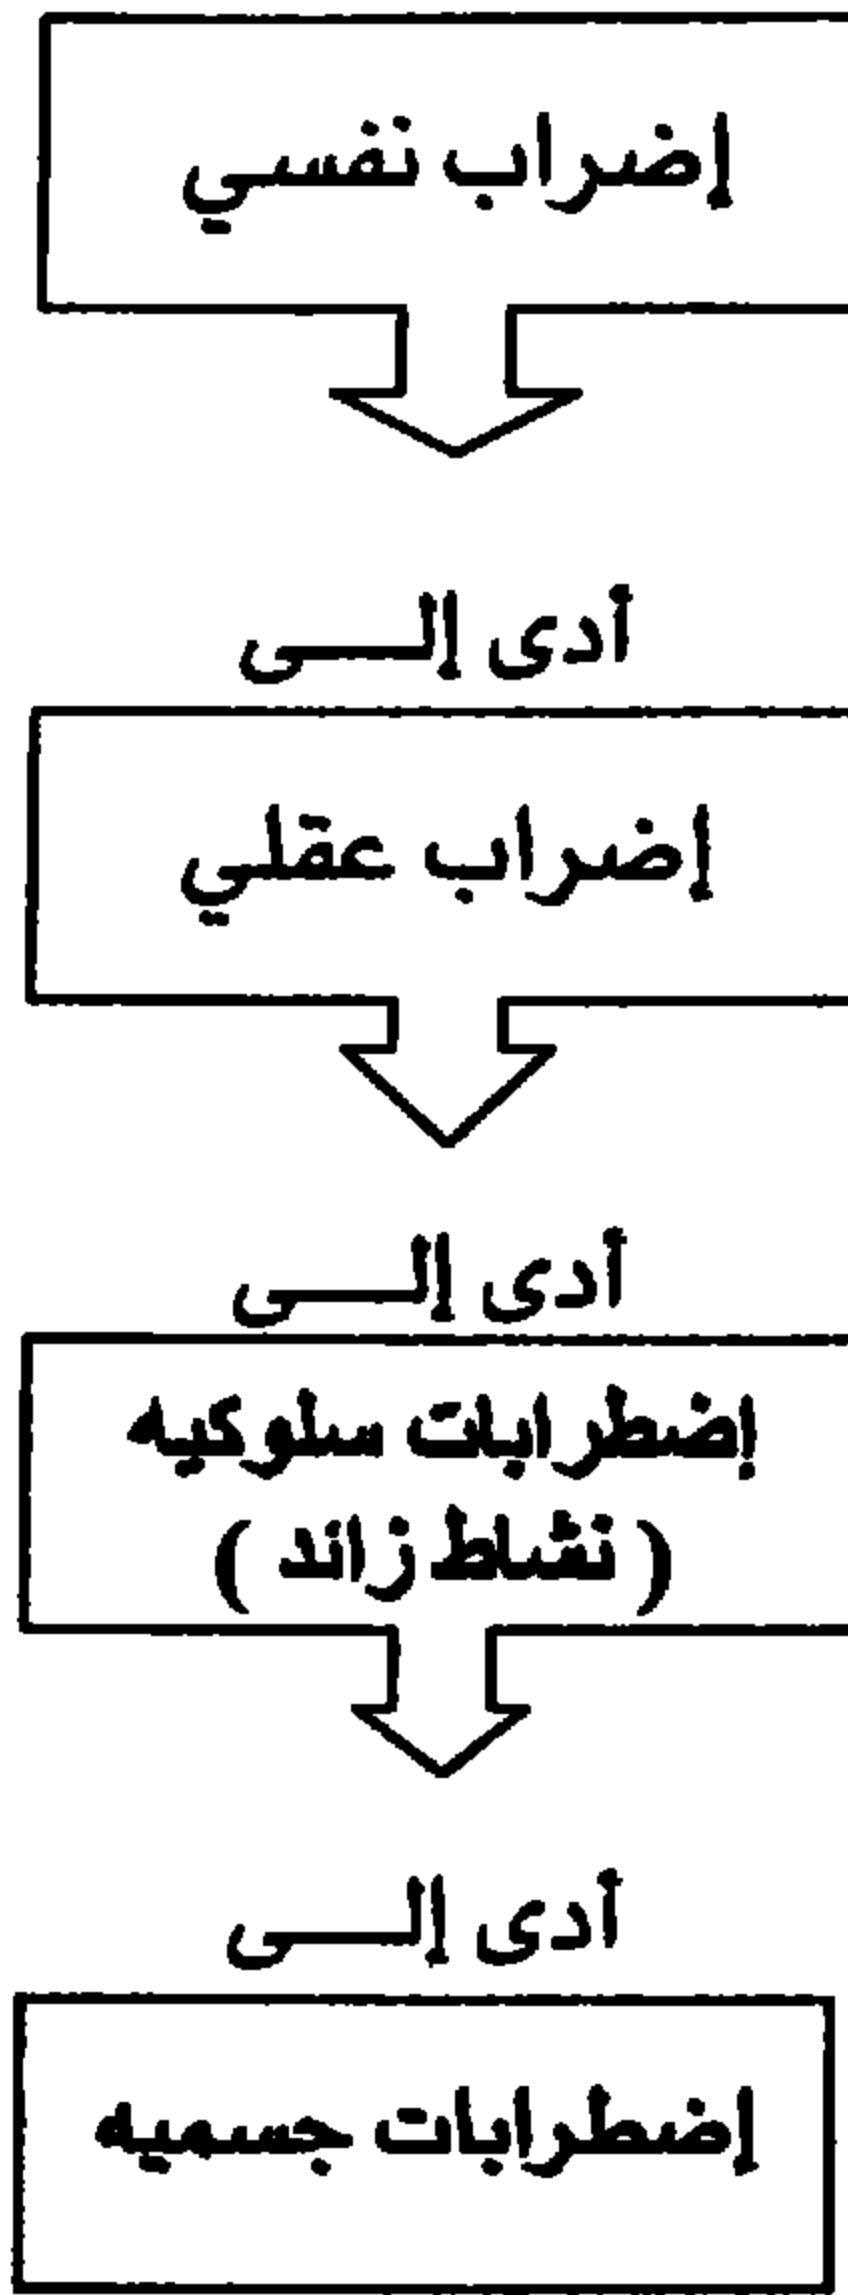 إضراب نفسي
أدى إلـــى
إضراب عقلي
أدى إلـــى
إضطرابات سلوكيه
( نشاط زائد )
أدى إلـــى
إضطرابات جسميه